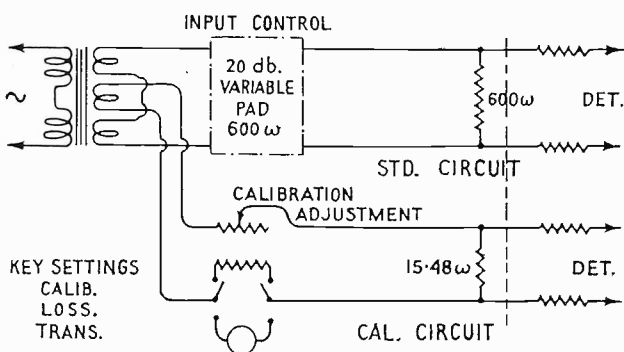 INPUT CONTROL
20 db.
VARIABLE
PAD
600 ω
600ω
DET.
STD. CIRCUIT
CALIBRATION
ADJUSTMENT
KEY SETTINGS
CALIB.
LOSS.
TRANS.
15·48ω
DET.
CAL. CIRCUIT